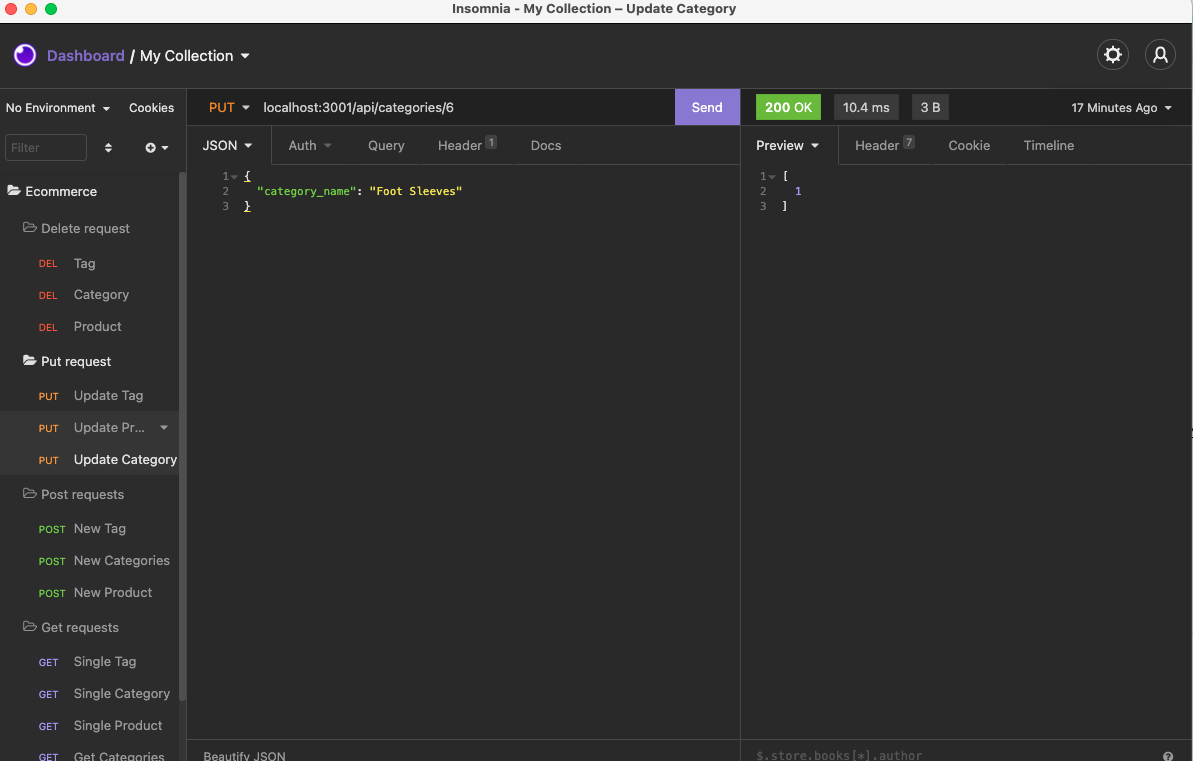 Insomnia - My Collection – Update Category
Dashboard / My Collection
No Environment Cookies
PUT localhost:3001/api/categories/6 Send
200 OK 10.4 ms 3 B 17 Minutes Ago
Filter
JSON Auth Query Header 1 Docs
Preview Header 7 Cookie Timeline
1 {
2 "category_name": "Foot Sleeves"
3 }
1 [
2 1
3 ]
Ecommerce
Delete request
DEL Tag
DEL Category
DEL Product
Put request
PUT Update Tag
PUT Update Pr...
PUT Update Category
Post requests
POST New Tag
POST New Categories
POST New Product
Get requests
GET Single Tag
GET Single Category
GET Single Product
GET Get Categories
Beautify JSON
$.store.books[*].author